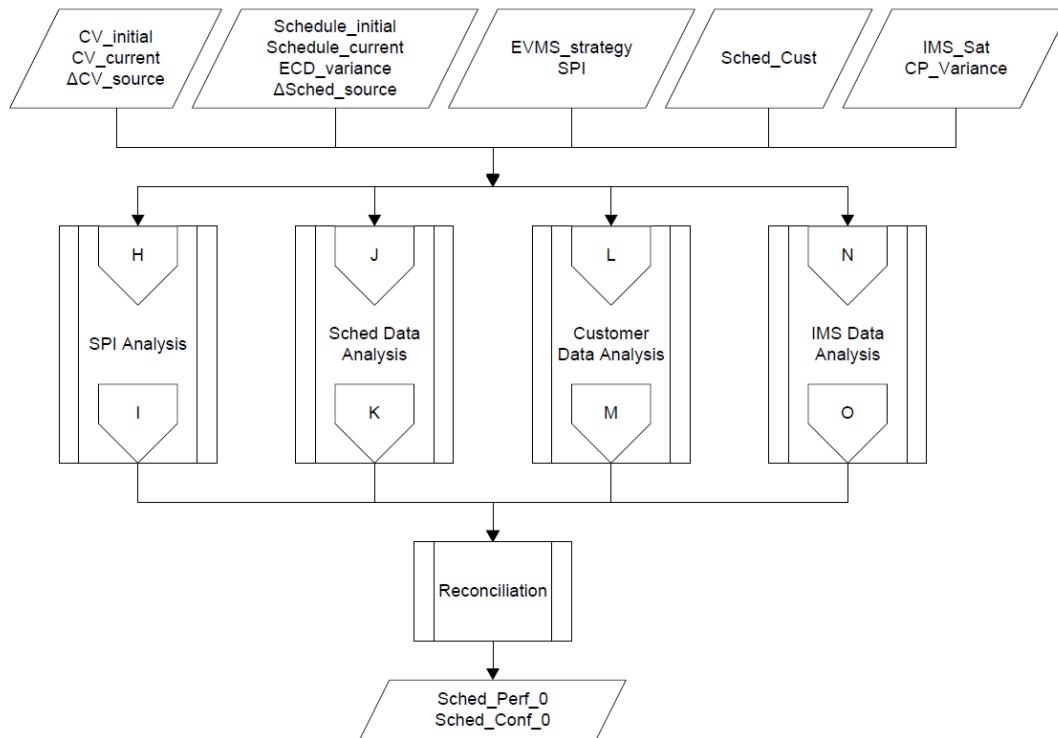 CV_initial
CV_current
ΔCV_source
Schedule_initial
Schedule_current
ECD_variance
ΔSched_source
EVMS_strategy
SPI
Sched_Cust
IMS_Sat
CP_Variance
H
J
L
N
SPI Analysis
Sched Data
Analysis
Customer
Data Analysis
IMS Data
Analysis
I
K
M
O
Reconciliation
Sched_Perf_0
Sched_Conf_0